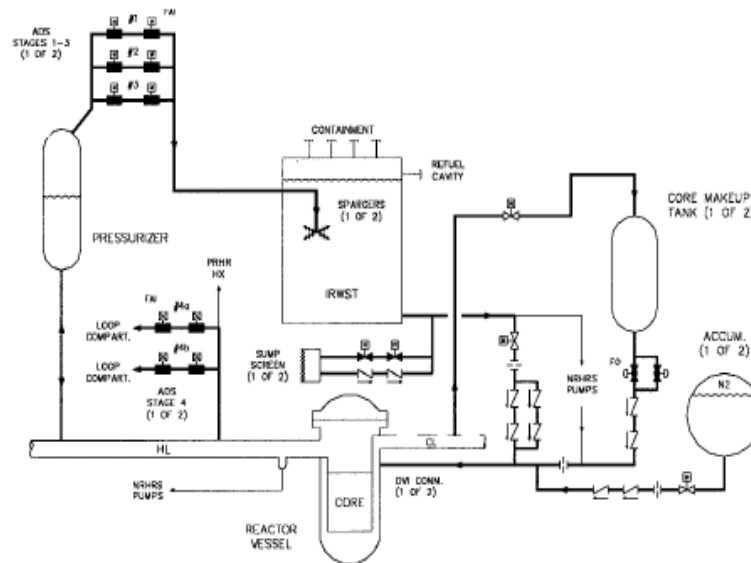 ADS
STAGES 1-3
(1 OF 2)
#1
FAI
#2
#3
CONTAINMENT
REFUEL
CAVITY
SPARGERS
(1 OF 2)
IRWST
CORE MAKEUP
TANK (1 OF 2)
PRESSURIZER
PRHR
HX
FAI
#4a
LOOP
COMPART.
#4b
LOOP
COMPART.
ADS
STAGE 4
(1 OF 2)
SUMP
SCREEN
(1 OF 2)
NRHRS
PUMPS
FO
ACCUM.
(1 OF 2)
N2
HL
CL
NRHRS
PUMPS
CORE
DVI CONN.
(1 OF 2)
REACTOR
VESSEL